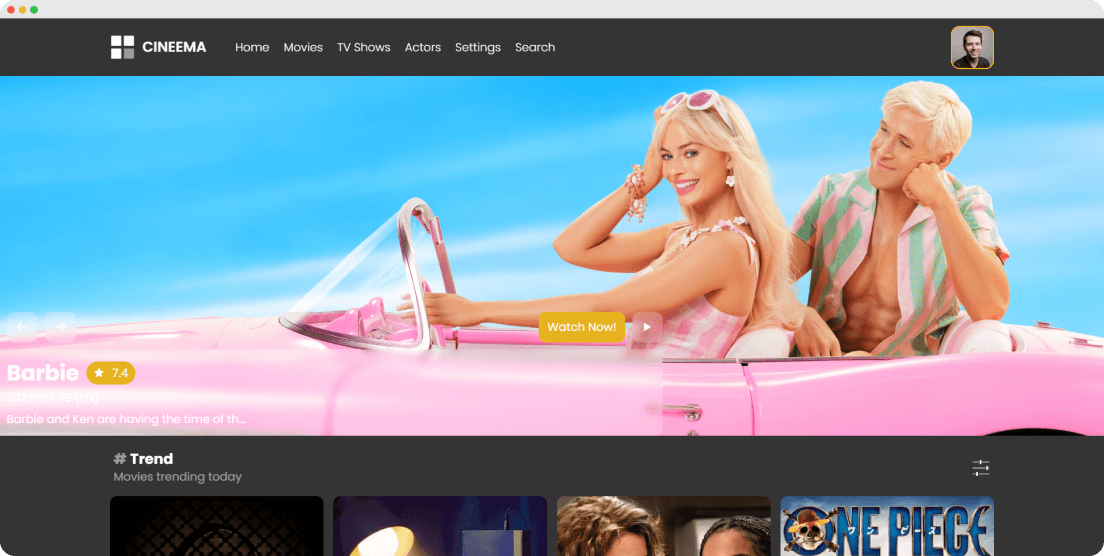 CINEEMA
Home Movies TV Shows Actors Settings Search
Watch Now!
Barbie 7.4
2023-07-19 (EN)
Barbie and Ken are having the time of th...
# Trend
Movies trending today
ONE PIECE